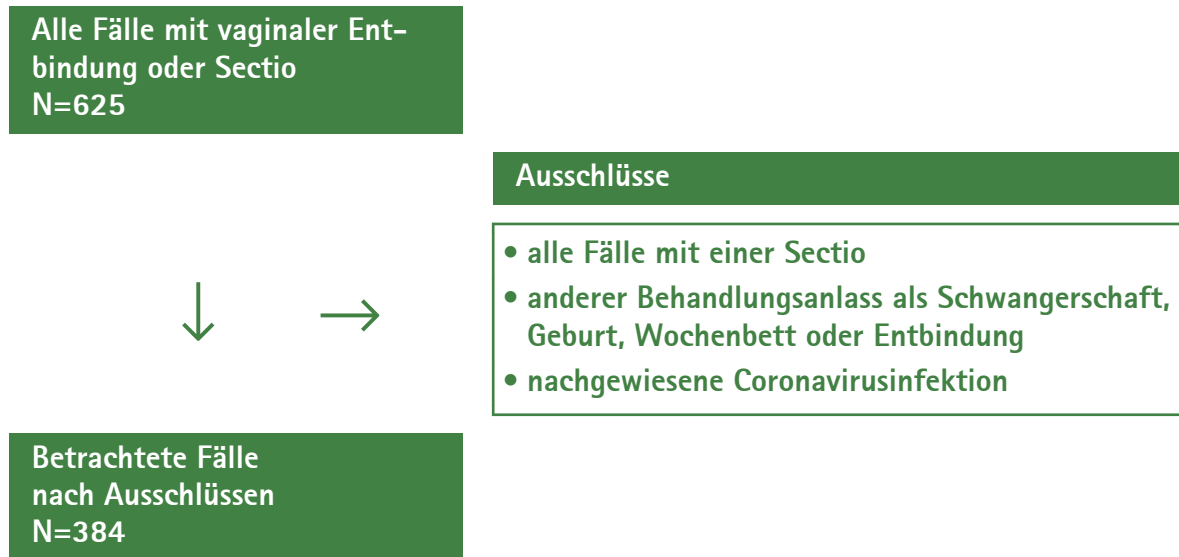 Alle Fälle mit vaginaler Ent-
bindung oder Sectio
N=625
Ausschlüsse
• alle Fälle mit einer Sectio
• anderer Behandlungsanlass als Schwangerschaft,
Geburt, Wochenbett oder Entbindung
• nachgewiesene Coronavirusinfektion
Betrachtete Fälle
nach Ausschlüssen
N=384